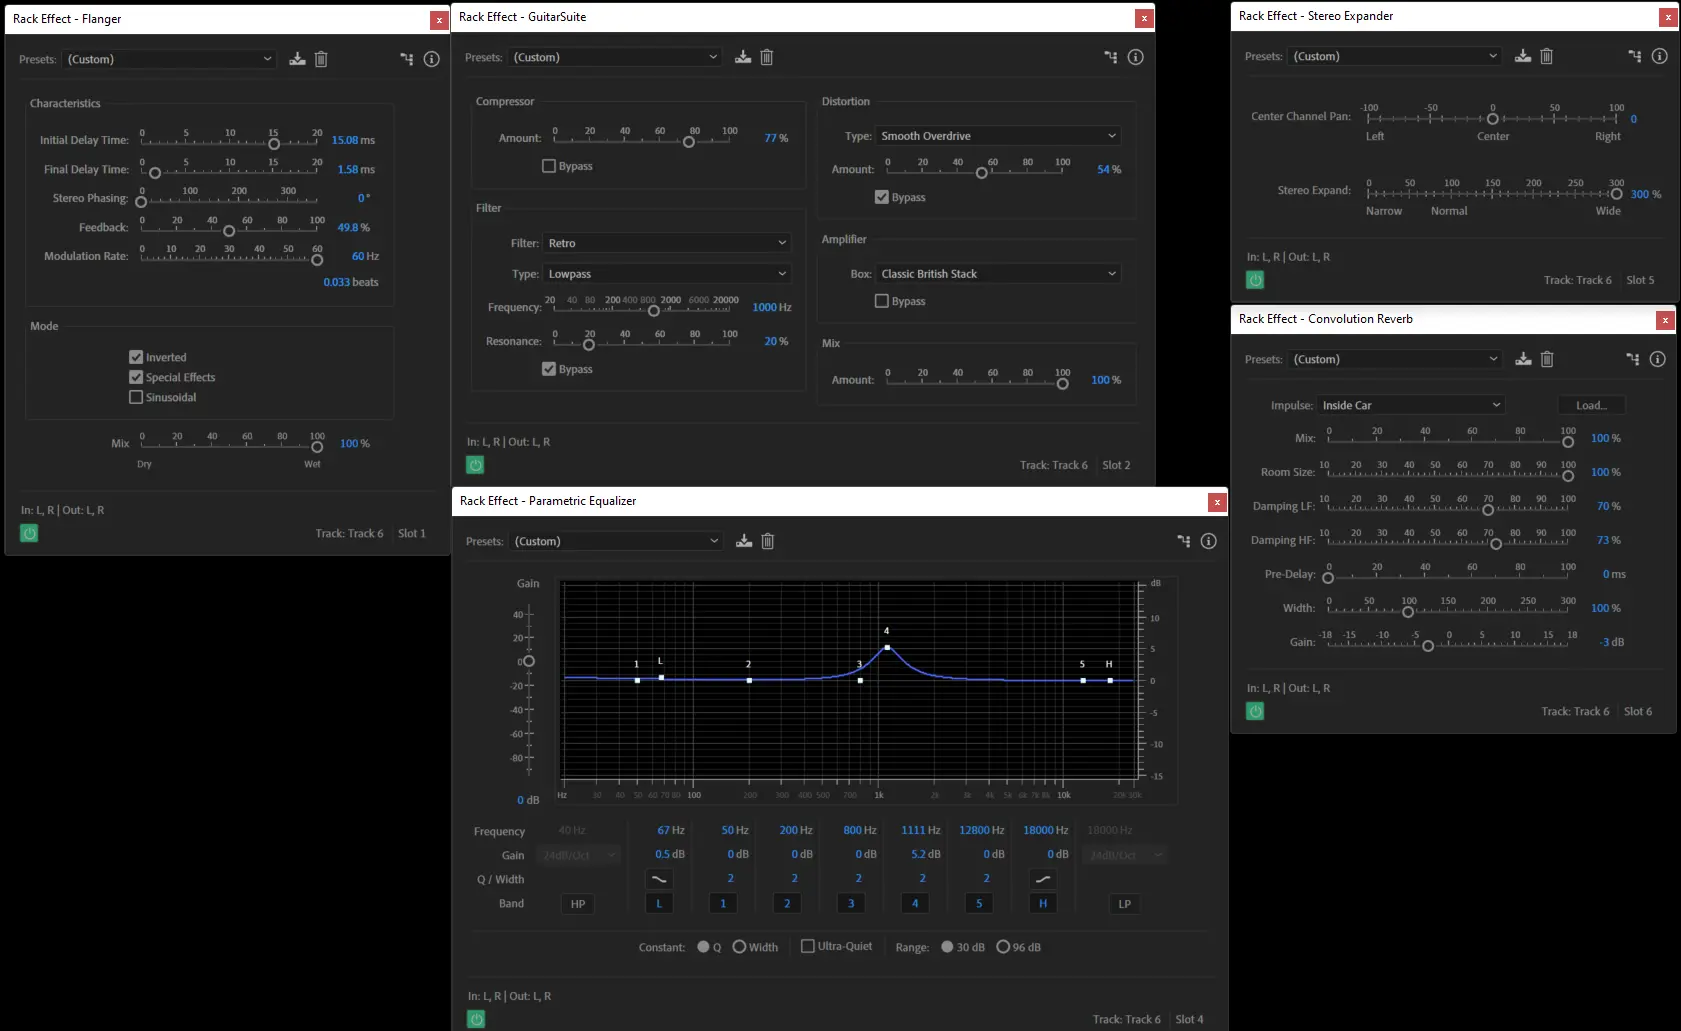 Rack Effect - Flanger
x
Presets: (Custom)
Characteristics
0 5 10 15 20
Initial Delay Time: 15.08 ms
0 5 10 15 20
Final Delay Time: 1.58 ms
0 100 200 300
Stereo Phasing: 0 °
0 20 40 60 80 100
Feedback: 49.8 %
0 10 20 30 40 50 60
Modulation Rate: 60 Hz
0.033 beats
Mode
Inverted
Special Effects
Sinusoidal
0 20 40 60 80 100
Mix 100 %
Dry Wet
In: L, R | Out: L, R
Track: Track 6 Slot 1
Rack Effect - GuitarSuite
x
Presets: (Custom)
Compressor
0 20 40 60 80 100
Amount: 77 %
Bypass
Filter
Filter: Retro
Type: Lowpass
20 40 80 200 400 800 2000 6000 20000
Frequency: 1000 Hz
0 20 40 60 80 100
Resonance: 20 %
Bypass
Distortion
Type: Smooth Overdrive
0 20 40 60 80 100
Amount: 54 %
Bypass
Amplifier
Box: Classic British Stack
Bypass
Mix
0 20 40 60 80 100
Amount: 100 %
In: L, R | Out: L, R
Track: Track 6 Slot 2
Rack Effect - Parametric Equalizer
x
Presets: (Custom)
Gain
40
20
0
-20
-40
-60
-80
0 dB
1 L 2 3 4 5 H
dB
10
5
0
-5
-10
-15
Hz 30 40 50 60 70 80 100 200 300 400 500 700 1k 2k 3k 4k 5k 6k 7k 8k 10k
Frequency 40 Hz 67 Hz 50 Hz 200 Hz 800 Hz 1111 Hz 12800 Hz 18000 Hz 18000 Hz
Gain 24dB/Oct 0.5 dB 0 dB 0 dB 0 dB 5.2 dB 0 dB 0 dB 24dB/Oct
Q / Width 2 2 2 2 2
Band HP L 1 2 3 4 5 H LP
Constant: Q Width Ultra-Quiet Range: 30 dB 96 dB
In: L, R | Out: L, R
Track: Track 6 Slot 4
Rack Effect - Stereo Expander
x
Presets: (Custom)
-100 -50 0 50 100
Center Channel Pan: 0
Left Center Right
0 50 100 150 200 250 300
Stereo Expand: 300 %
Narrow Normal Wide
In: L, R | Out: L, R
Track: Track 6 Slot 5
Rack Effect - Convolution Reverb
x
Presets: (Custom)
Impulse: Inside Car Load...
0 20 40 60 80 100
Mix: 100 %
10 20 30 40 50 60 70 80 90 100
Room Size: 100 %
10 20 30 40 50 60 70 80 90 100
Damping LF: 70 %
10 20 30 40 50 60 70 80 90 100
Damping HF: 73 %
0 20 40 60 80 100
Pre-Delay: 0 ms
0 50 100 150 200 250 300
Width: 100 %
-18 -15 -10 -5 0 5 10 15 18
Gain: -3 dB
In: L, R | Out: L, R
Track: Track 6 Slot 6